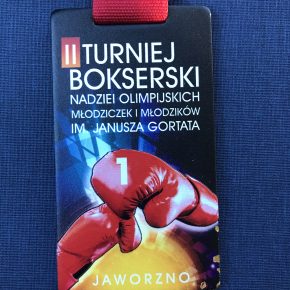 II TURNIEJ
BOKSERSKI
NADZIEI OLIMPIJSKICH
MŁODZICZEK I MŁODZIKÓW
IM. JANUSZA GORTATA
1
JAWORZNO